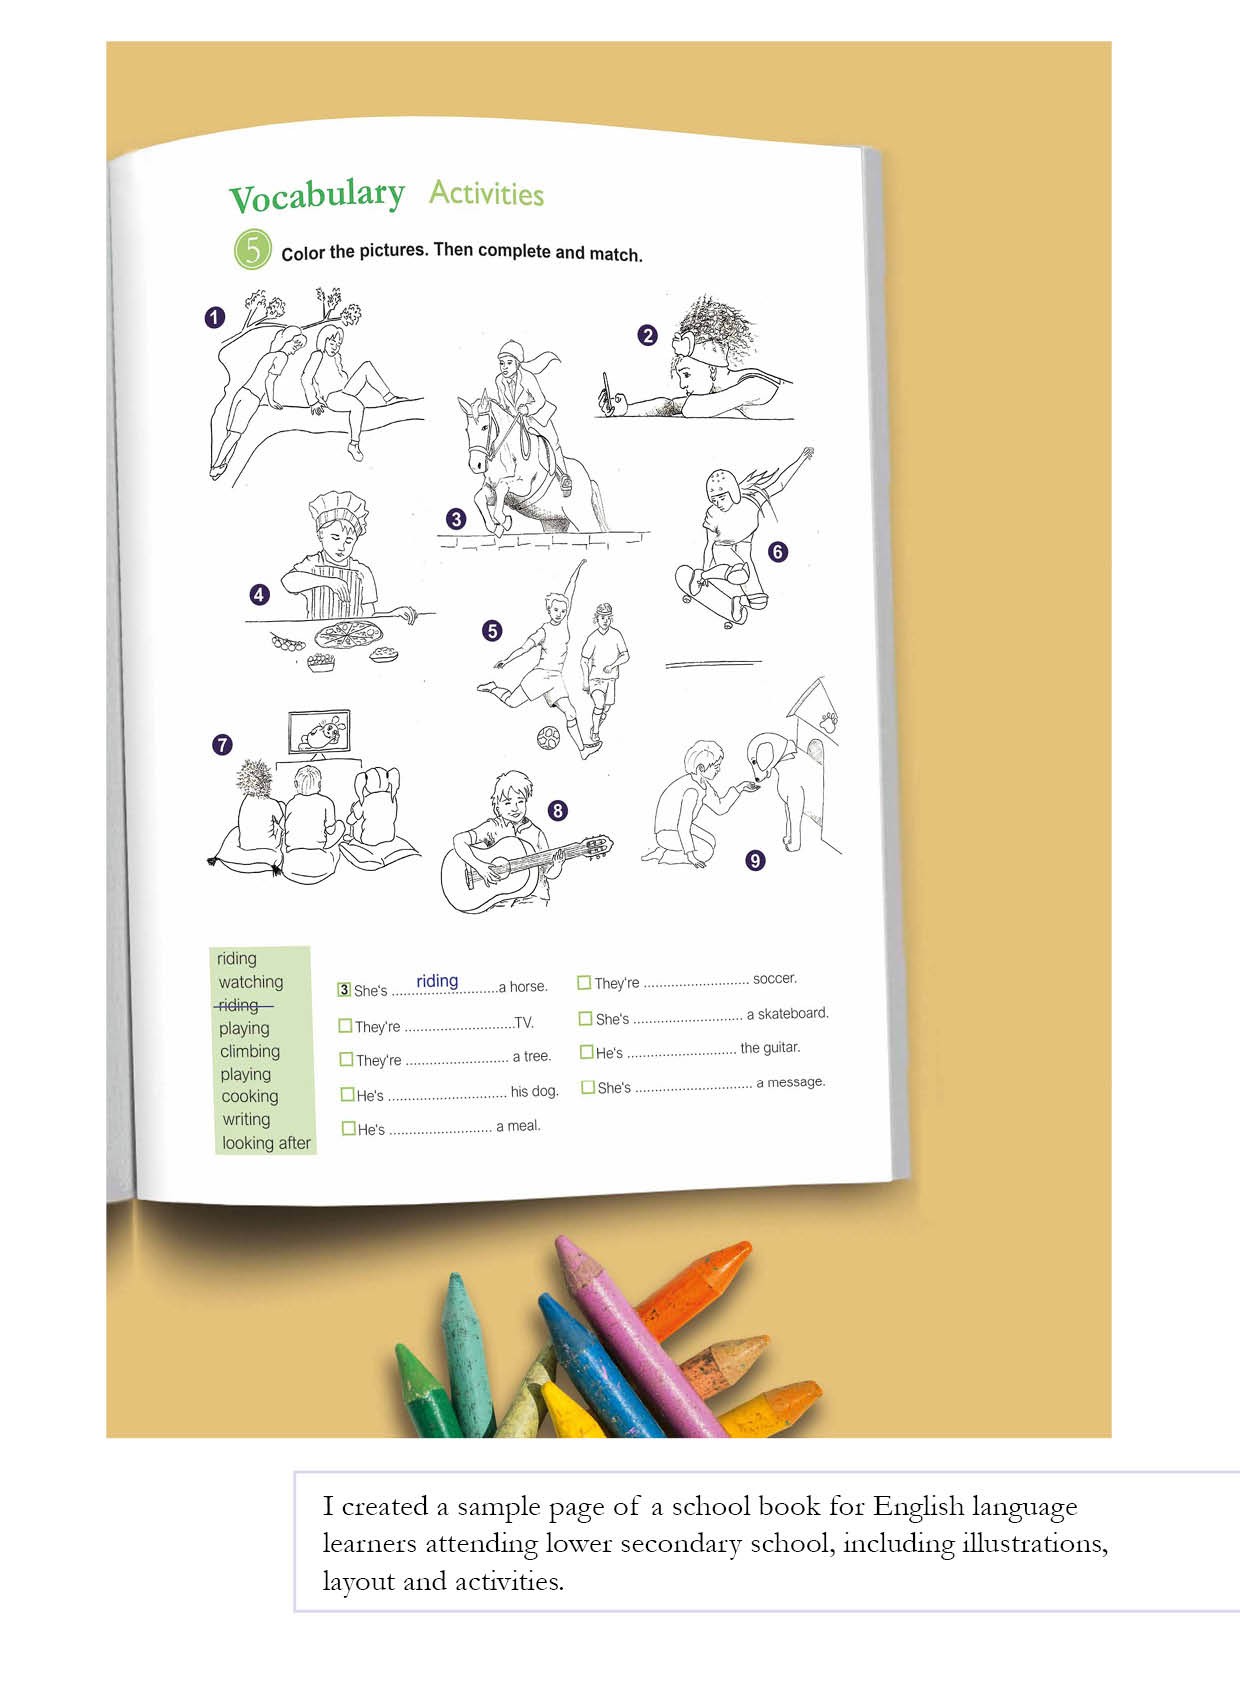 Vocabulary Activities
5 Color the pictures. Then complete and match.
1
2
3
4
5
6
7
8
9
riding
watching
riding
playing
climbing
playing
cooking
writing
looking after
3 She's ......riding......a horse.
They're ..............................TV.
They're ............................ a tree.
He's ................................ his dog.
He's ............................ a meal.
They're ............................ soccer.
She's ............................. a skateboard.
He's ............................. the guitar.
She's ............................... a message.
I created a sample page of a school book for English language
learners attending lower secondary school, including illustrations,
layout and activities.